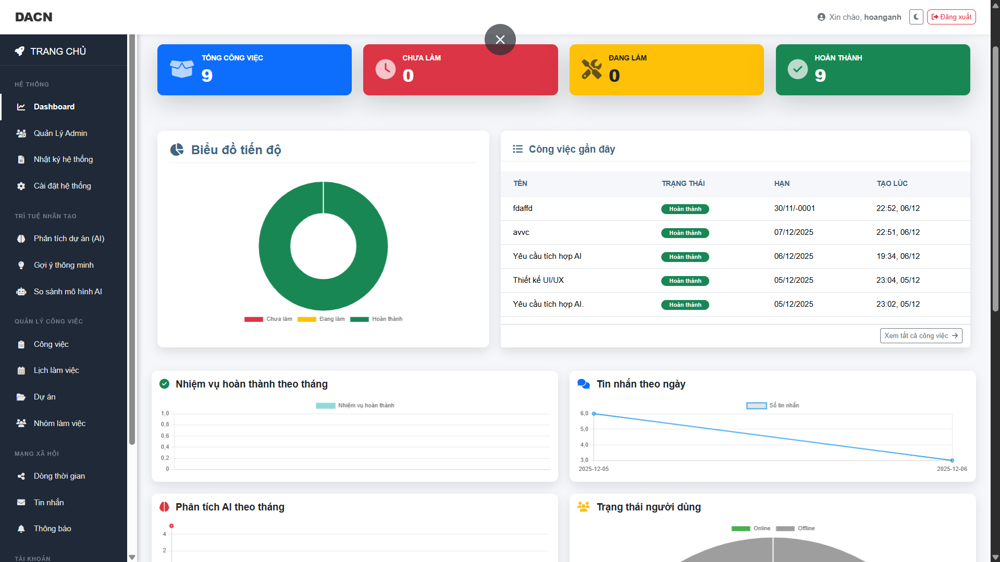 DACN
Xin chào, hoanganh
Đăng xuất
TRANG CHỦ
HỆ THỐNG
Dashboard
Quản Lý Admin
Nhật ký hệ thống
Cài đặt hệ thống
TRÍ TUỆ NHÂN TẠO
Phân tích dự án (AI)
Gợi ý thông minh
So sánh mô hình AI
QUẢN LÝ CÔNG VIỆC
Công việc
Lịch làm việc
Dự án
Nhóm làm việc
MẠNG XÃ HỘI
Dòng thời gian
Tin nhắn
Thông báo
TÀI KHOẢN
TỔNG CÔNG VIỆC
9
CHƯA LÀM
0
ĐANG LÀM
0
HOÀN THÀNH
9
Biểu đồ tiến độ
Chưa làm Đang làm Hoàn thành
Công việc gần đây
TÊN TRẠNG THÁI HẠN TẠO LÚC
fdaffd Hoàn thành 30/11/-0001 22:52, 06/12
avvc Hoàn thành 07/12/2025 22:51, 06/12
Yêu cầu tích hợp AI Hoàn thành 06/12/2025 19:34, 06/12
Thiết kế UI/UX Hoàn thành 05/12/2025 23:04, 05/12
Yêu cầu tích hợp AI. Hoàn thành 05/12/2025 23:02, 05/12
Xem tất cả công việc →
Nhiệm vụ hoàn thành theo tháng
Nhiệm vụ hoàn thành
1,0
0,8
0,6
0,4
0,2
0
Tin nhắn theo ngày
Số tin nhắn
6,0
5,0
4,0
3,0
2025-12-05 2025-12-06
Phân tích AI theo tháng
4
2
Trạng thái người dùng
Online Offline